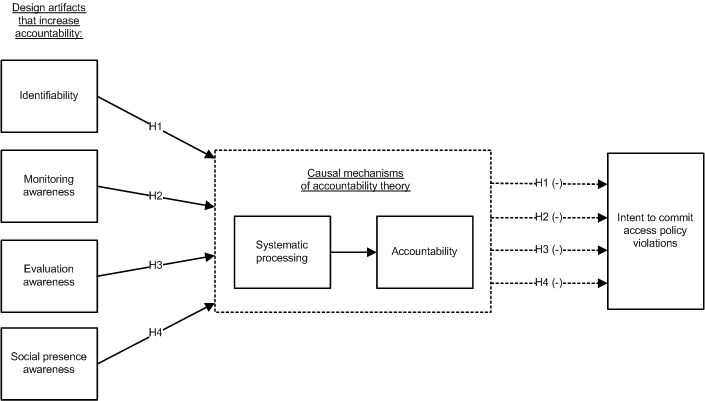 Design artifacts
that increase
accountability:
Identifiability
Monitoring
awareness
Evaluation
awareness
Social presence
awareness
H1
H2
H3
H4
Causal mechanisms
of accountability theory
Systematic
processing
Accountability
H1 (-)
H2 (-)
H3 (-)
H4 (-)
Intent to commit
access policy
violations